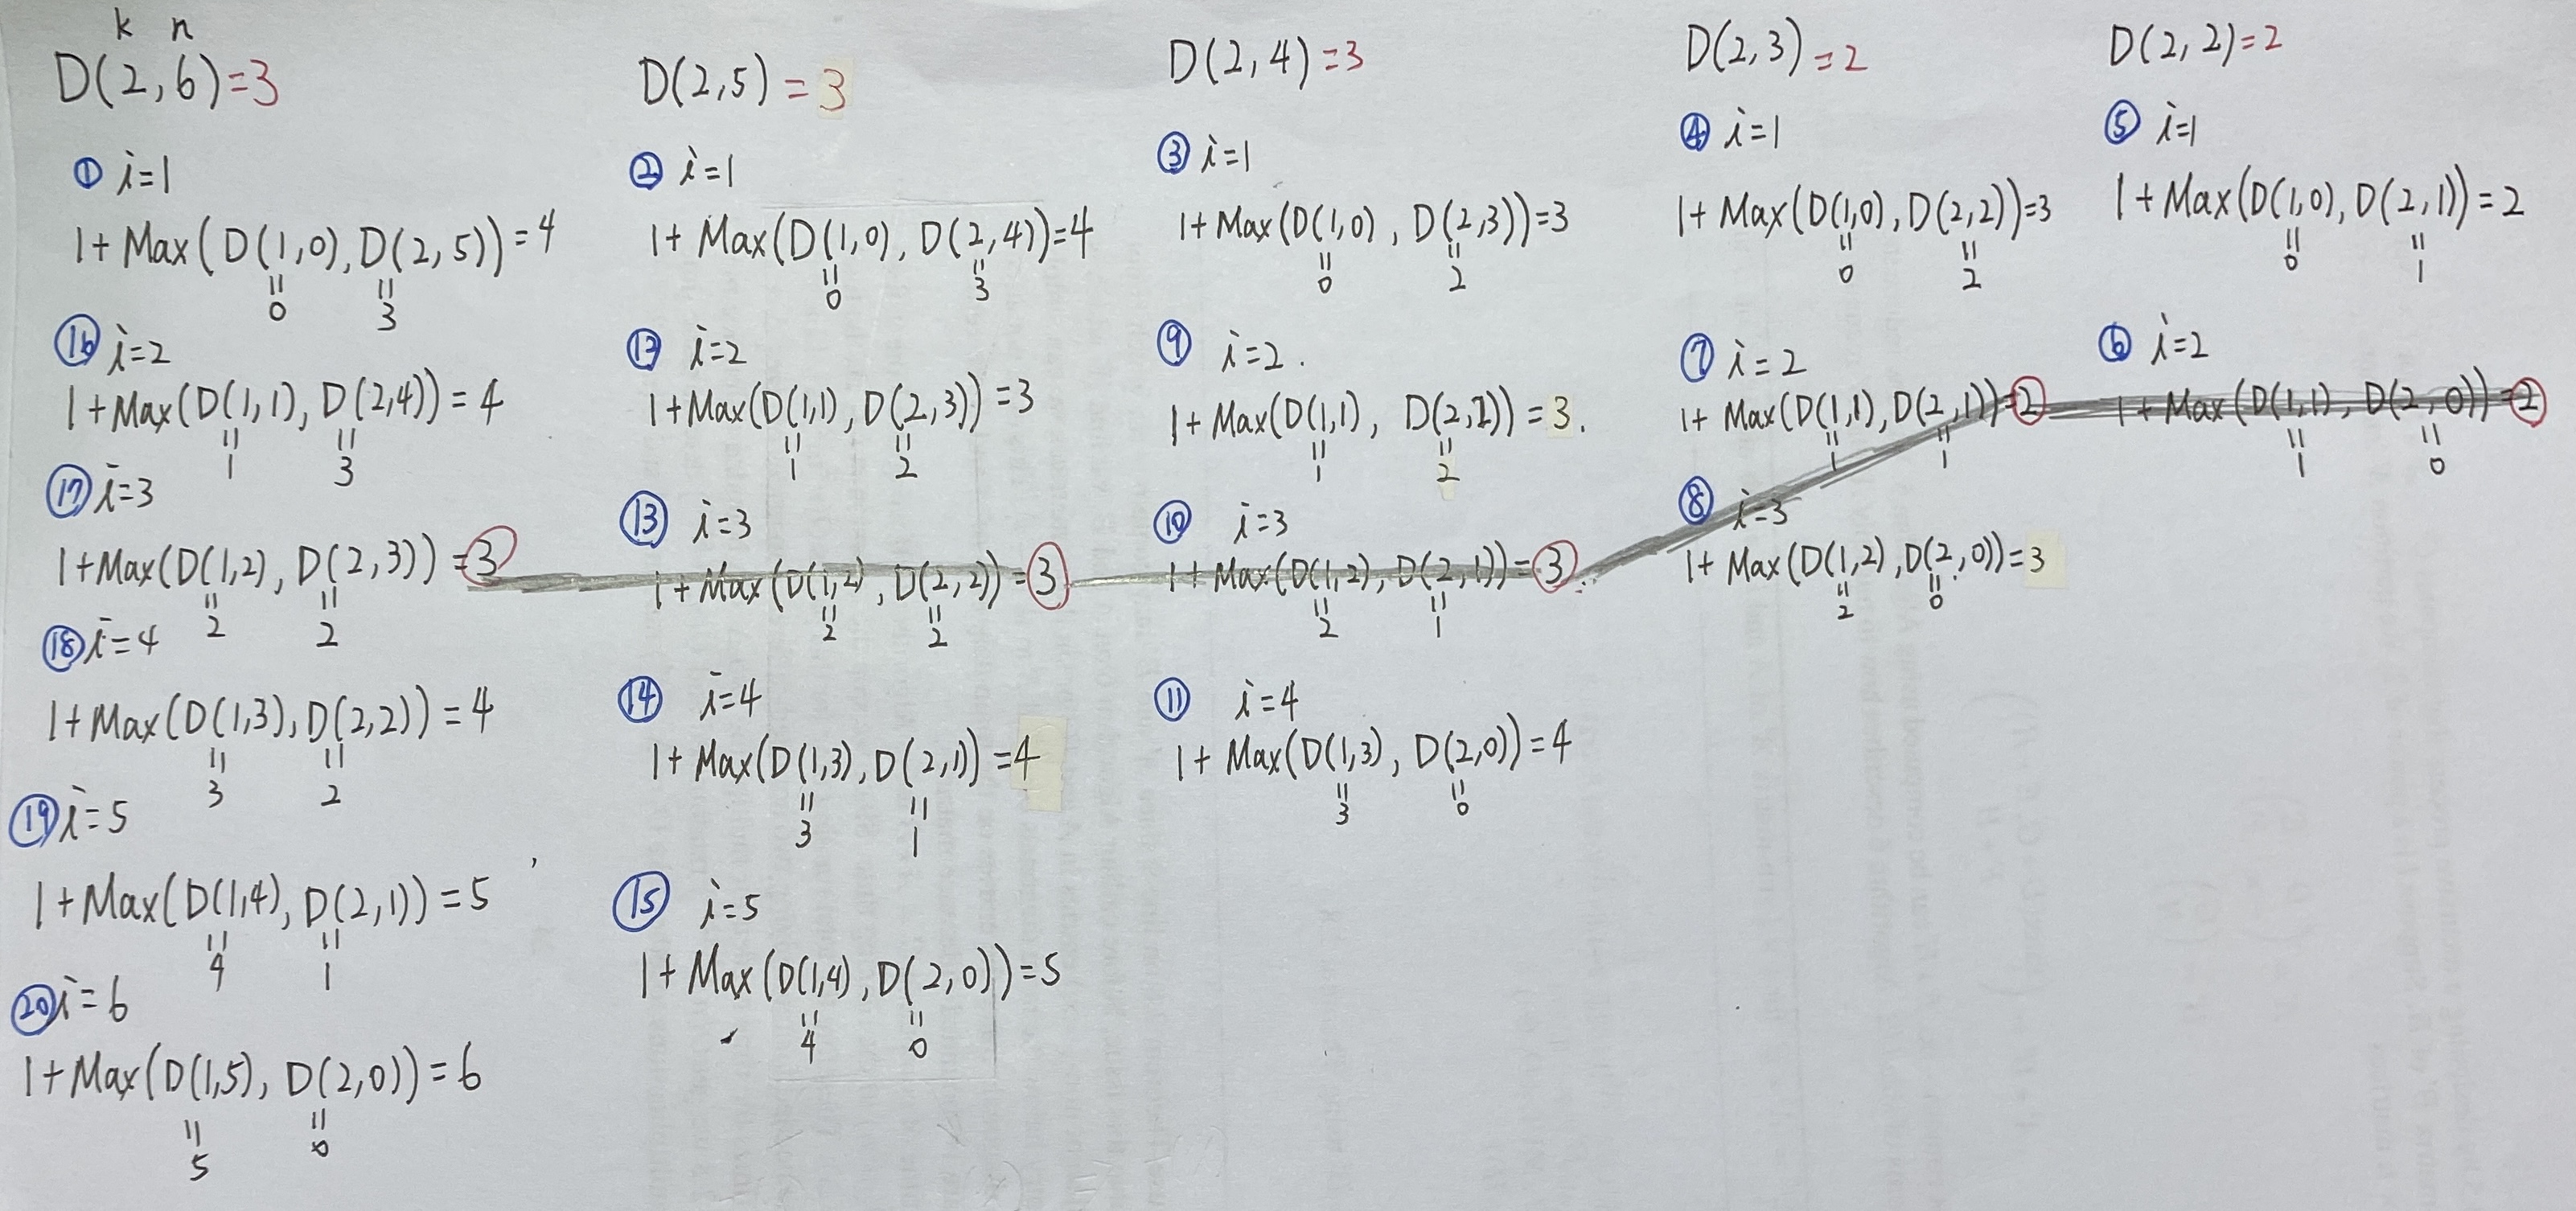 k n
D(2,6)=3
① i=1
1+Max(D(1,0),D(2,5))=4
=0 =3
⑯ i=2
1+Max(D(1,1),D(2,4))=4
=1 =3
⑰ i=3
1+Max(D(1,2),D(2,3))=3
=2 =2
⑱ i=4
1+Max(D(1,3),D(2,2))=4
=3 =2
⑲ i=5
1+Max(D(1,4),D(2,1))=5
=4 =1
⑳ i=6
1+Max(D(1,5),D(2,0))=6
=5 =0
D(2,5)=3
② i=1
1+Max(D(1,0),D(2,4))=4
=0 =3
⑫ i=2
1+Max(D(1,1),D(2,3))=3
=1 =2
⑬ i=3
1+Max(D(1,2),D(2,2))=3
=2 =2
⑭ i=4
1+Max(D(1,3),D(2,1))=4
=3 =1
⑮ i=5
1+Max(D(1,4),D(2,0))=5
=4 =0
D(2,4)=3
③ i=1
1+Max(D(1,0),D(2,3))=3
=0 =2
⑨ i=2.
1+Max(D(1,1),D(2,2))=3.
=1 =2
⑩ i=3
1+Max(D(1,2),D(2,1))=3
=2 =1
⑪ i=4
1+Max(D(1,3),D(2,0))=4
=3 =0
D(2,3)=2
④ i=1
1+Max(D(1,0),D(2,2))=3
=0 =2
⑦ i=2
1+Max(D(1,1),D(2,1))=2
=1 =1
⑧ i=3
1+Max(D(1,2),D(2,0))=3
=2 =0
D(2,2)=2
⑤ i=1
1+Max(D(1,0),D(2,1))=2
=0 =1
⑥ i=2
1+Max(D(1,1),D(2,0))=2
=1 =0